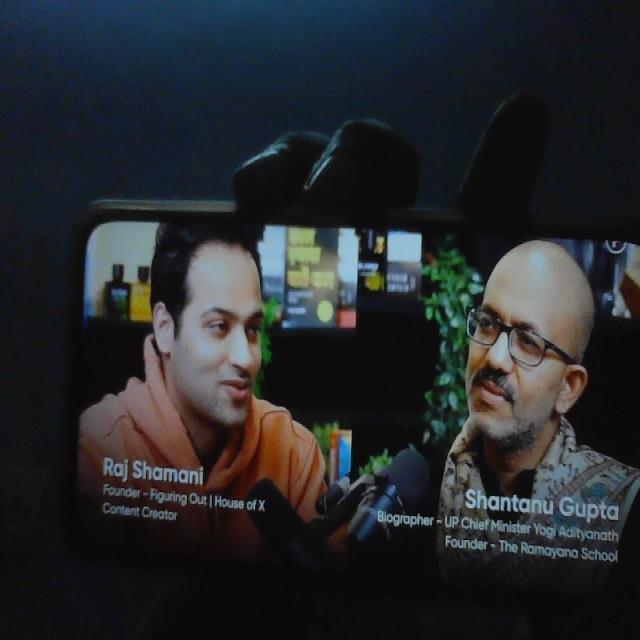 Raj Shamani
Founder - Figuring Out | House of X
Content Creator
Shantanu Gupta
Biographer - UP Chief Minister Yogi Adityanath
Founder - The Ramayana School